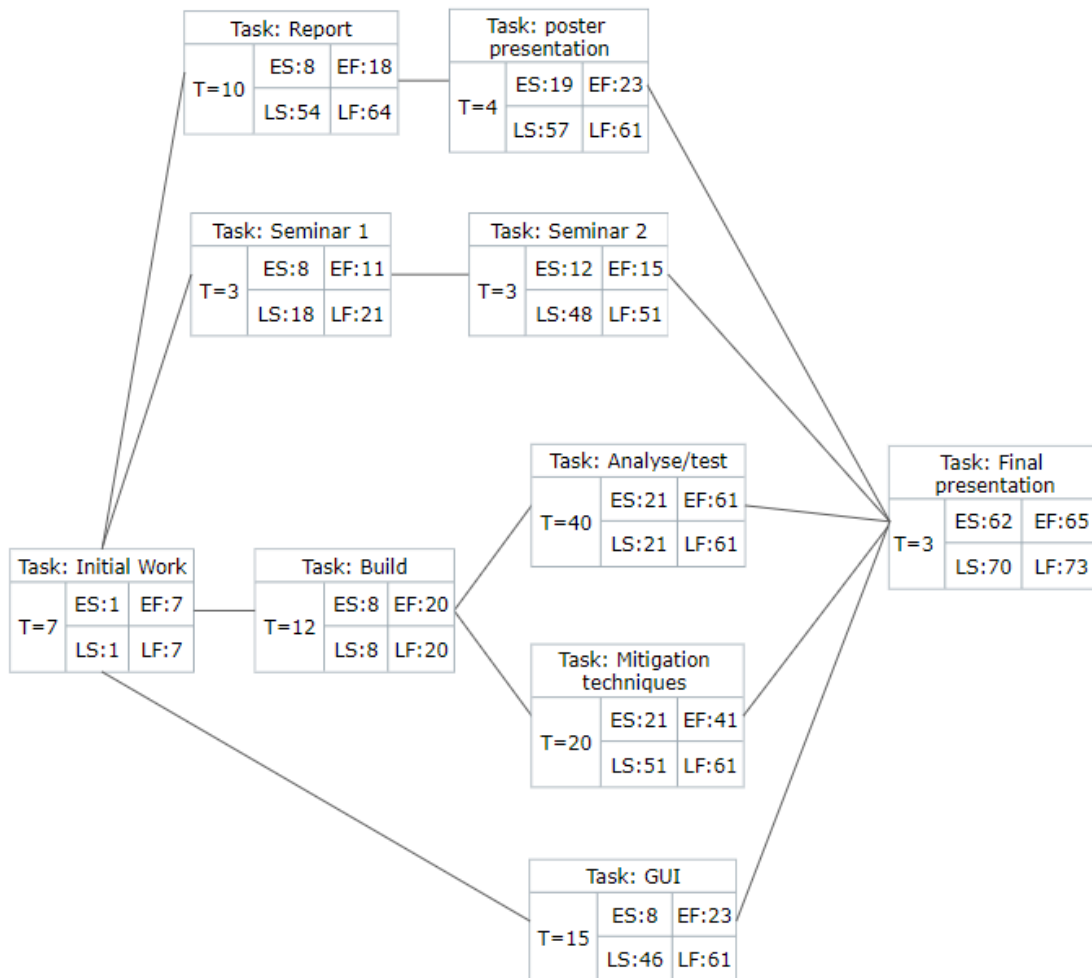 Task: Report
T=10
ES:8 EF:18
LS:54 LF:64
Task: poster
presentation
T=4
ES:19 EF:23
LS:57 LF:61
Task: Seminar 1
T=3
ES:8 EF:11
LS:18 LF:21
Task: Seminar 2
T=3
ES:12 EF:15
LS:48 LF:51
Task: Initial Work
T=7
ES:1 EF:7
LS:1 LF:7
Task: Build
T=12
ES:8 EF:20
LS:8 LF:20
Task: Analyse/test
T=40
ES:21 EF:61
LS:21 LF:61
Task: Mitigation
techniques
T=20
ES:21 EF:41
LS:51 LF:61
Task: GUI
T=15
ES:8 EF:23
LS:46 LF:61
Task: Final
presentation
T=3
ES:62 EF:65
LS:70 LF:73